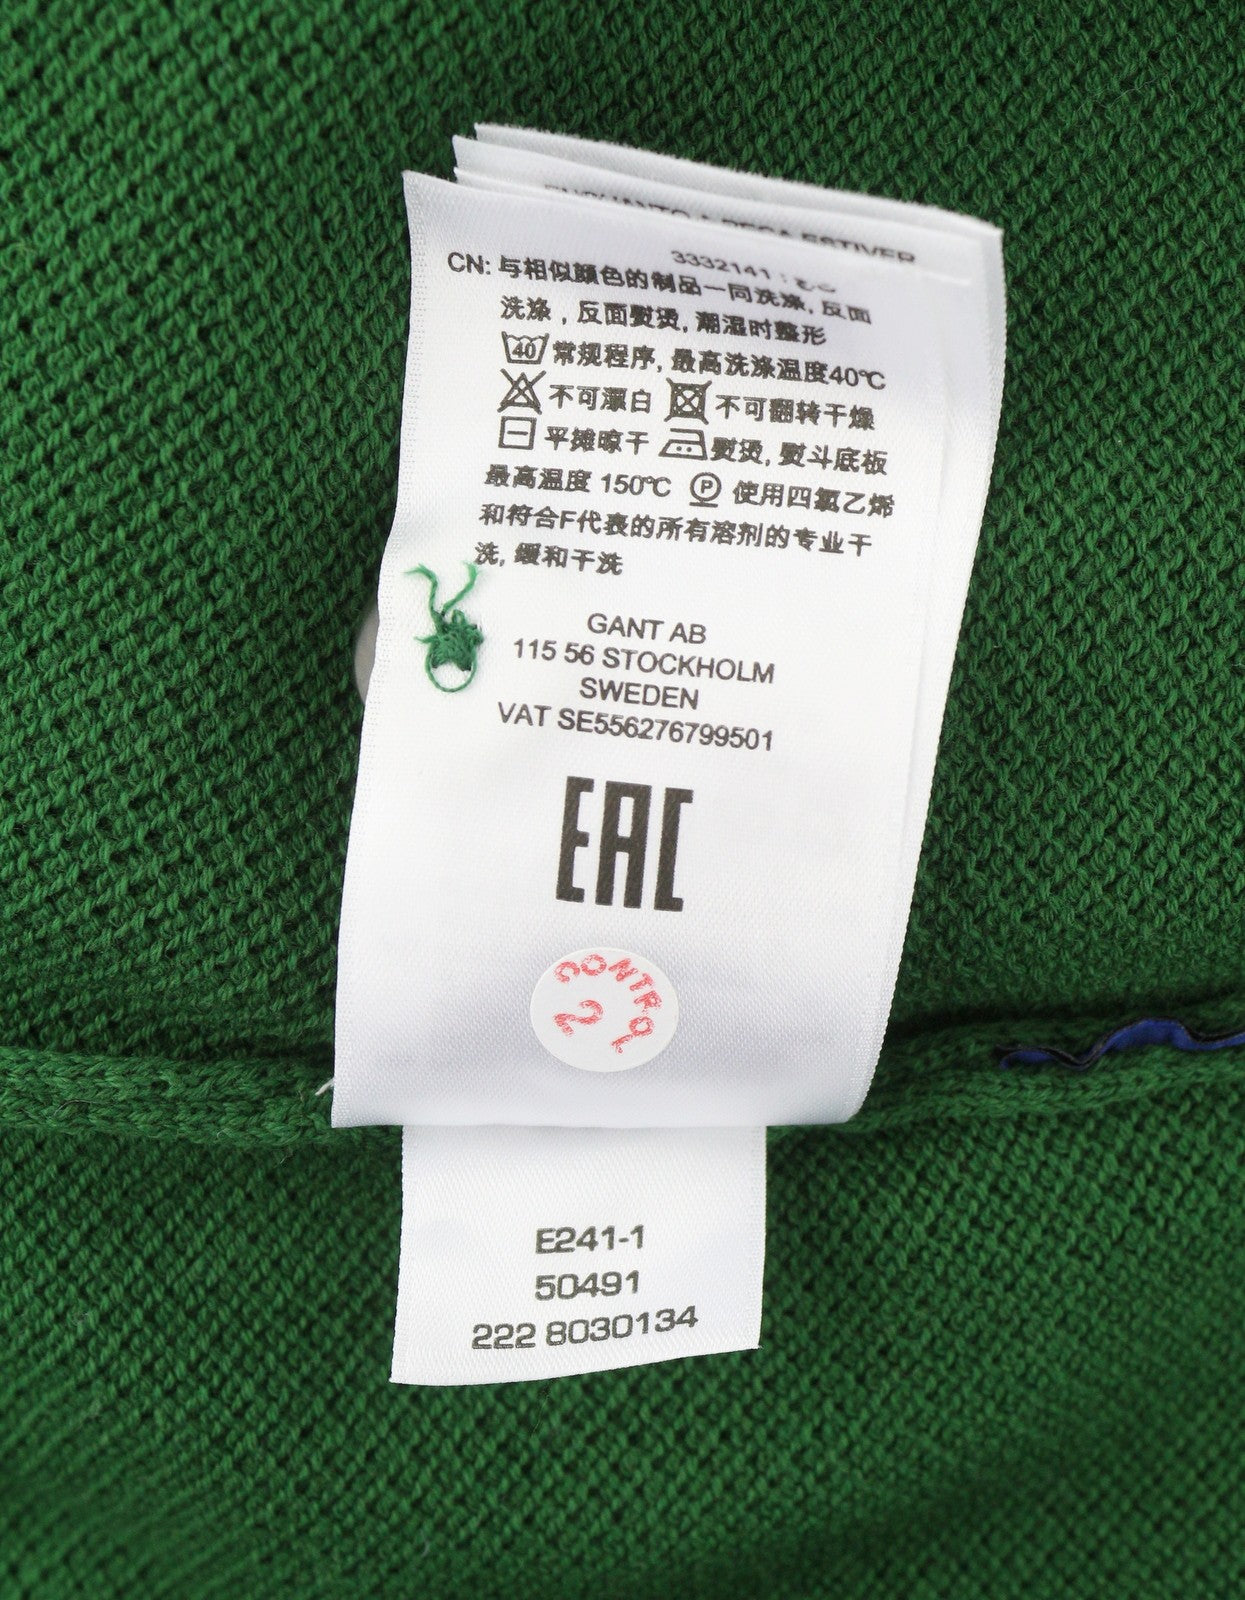 3332141
CN: 与相似颜色的制品一同洗涤, 反面
洗涤 , 反面熨烫, 潮湿时整形
40 常规程序, 最高洗涤温度40℃
不可漂白 不可翻转干燥
平摊晾干 熨烫, 熨斗底板
最高温度 150℃ P 使用四氯乙烯
和符合F代表的所有溶剂的专业干
洗, 缓和干洗
GANT AB
115 56 STOCKHOLM
SWEDEN
VAT SE556276799501
EAC
CONTROL
2
E241-1
50491
222 8030134